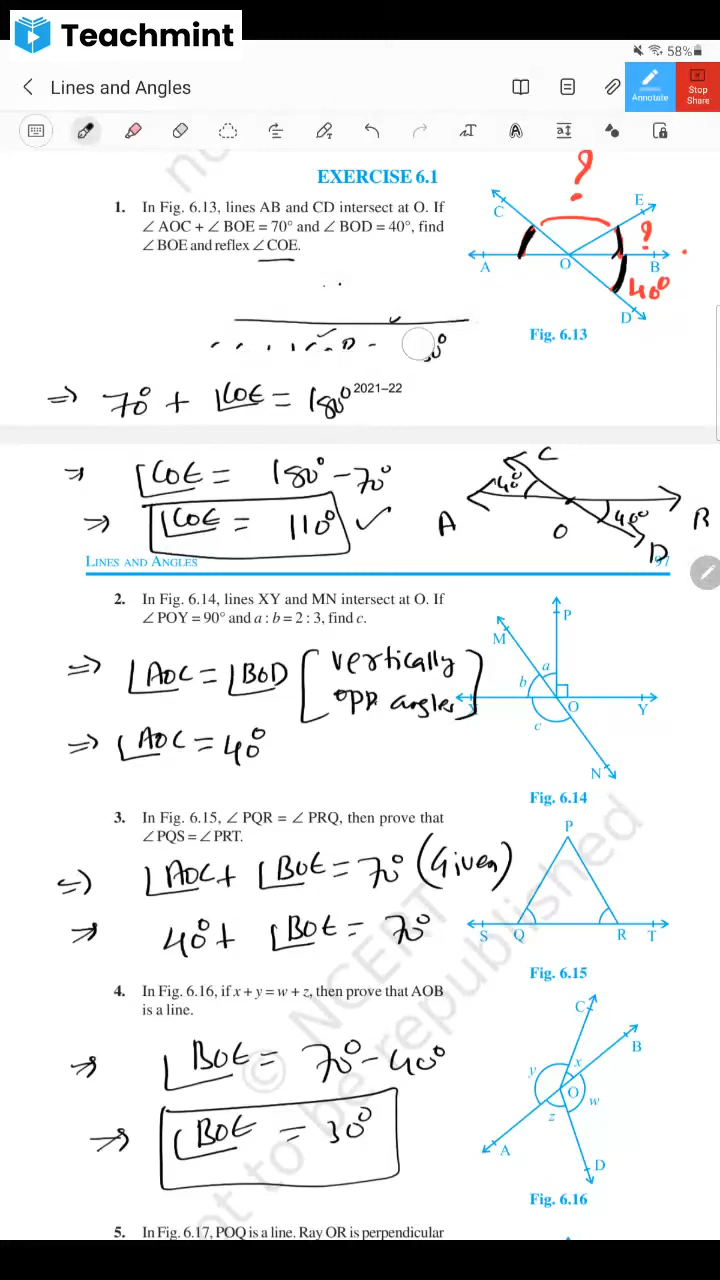 Teachmint
58%
Lines and Angles
Annotate
Stop Share
EXERCISE 6.1
1. In Fig. 6.13, lines AB and CD intersect at O. If
∠ AOC + ∠ BOE = 70° and ∠ BOD = 40°, find
∠ BOE and reflex ∠ COE.
?
C
E
?
A
O
B
40°
D
Fig. 6.13
⇒ 70° + ∠COE = 180°
2021–22
⇒ ∠COE = 180° - 70°
⇒ ∠COE = 110° ✓
C
40°
A
O
40°
B
D
LINES AND ANGLES
97
2. In Fig. 6.14, lines XY and MN intersect at O. If
∠ POY = 90° and a : b = 2 : 3, find c.
P
M
a
b
O
Y
c
N
Fig. 6.14
⇒ ∠AOC = ∠BOD [vertically
opp. angles]
⇒ ∠AOC = 40°
3. In Fig. 6.15, ∠ PQR = ∠ PRQ, then prove that
∠ PQS = ∠ PRT.
P
S
Q
R
T
Fig. 6.15
⇒ ∠AOC + ∠BOE = 70° (Given)
⇒ 40° + ∠BOE = 70°
4. In Fig. 6.16, if x + y = w + z, then prove that AOB
is a line.
C
B
y
x
O
w
z
A
D
Fig. 6.16
⇒ ∠BOE = 70° - 40°
⇒ ∠BOE = 30°
© NCERT
not to be republished
5. In Fig. 6.17, POQ is a line. Ray OR is perpendicular